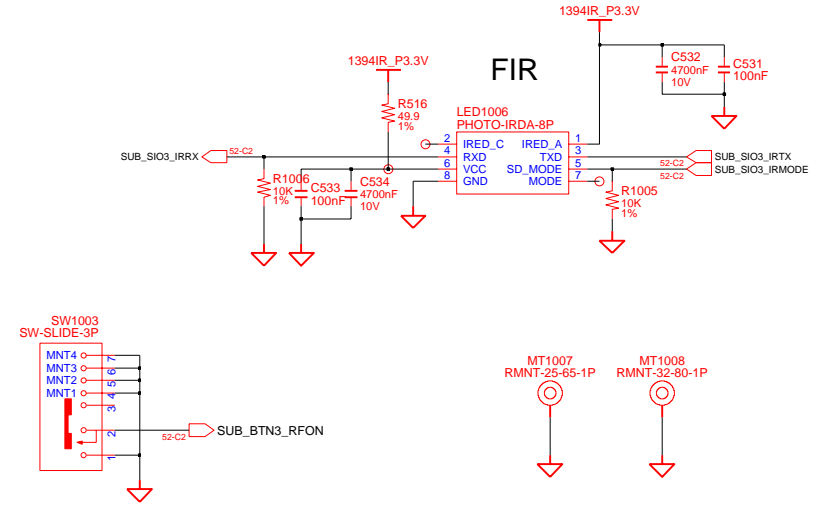 1394IR_P3.3V
1394IR_P3.3V
FIR
C532
4700nF
10V
C531
100nF
R516
49.9
1%
LED1006
PHOTO-IRDA-8P
2 IRED_C IRED_A 1
4 RXD TXD 3
6 VCC SD_MODE 5
8 GND MODE 7
SUB_SIO3_IRRX 52-C2
52-C2 SUB_SIO3_IRTX
52-C2 SUB_SIO3_IRMODE
R1006
10K
1%
C533
100nF
C534
4700nF
10V
R1005
10K
1%
SW1003
SW-SLIDE-3P
MNT4 7
MNT3 6
MNT2 5
MNT1 4
3
2
1
52-C2 SUB_BTN3_RFON
MT1007
RMNT-25-65-1P
MT1008
RMNT-32-80-1P